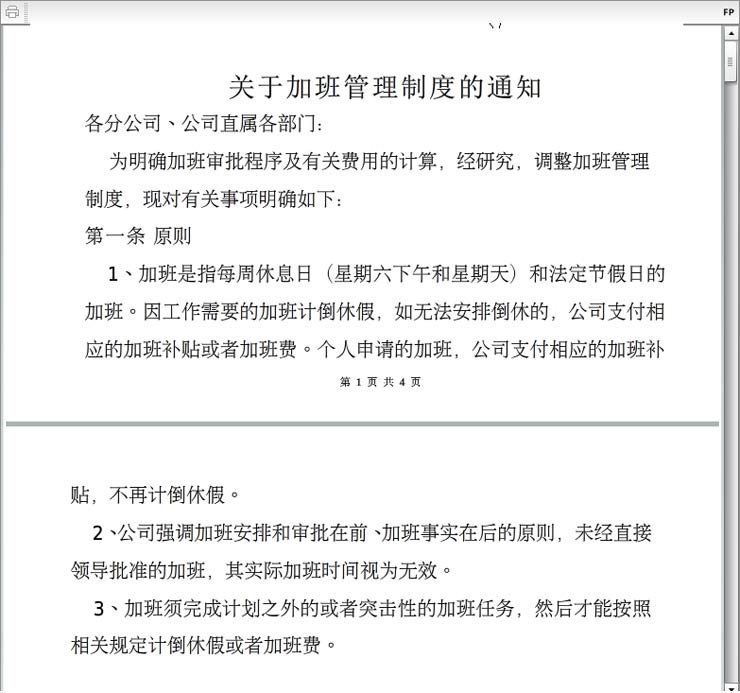 FP
关于加班管理制度的通知
各分公司、公司直属各部门：
为明确加班审批程序及有关费用的计算，经研究，调整加班管理
制度，现对有关事项明确如下：
第一条 原则
1、加班是指每周休息日（星期六下午和星期天）和法定节假日的
加班。因工作需要的加班计倒休假，如无法安排倒休的，公司支付相
应的加班补贴或者加班费。个人申请的加班，公司支付相应的加班补
第 1 页 共 4 页
贴，不再计倒休假。
2、公司强调加班安排和审批在前、加班事实在后的原则，未经直接
领导批准的加班，其实际加班时间视为无效。
3、加班须完成计划之外的或者突击性的加班任务，然后才能按照
相关规定计倒休假或者加班费。